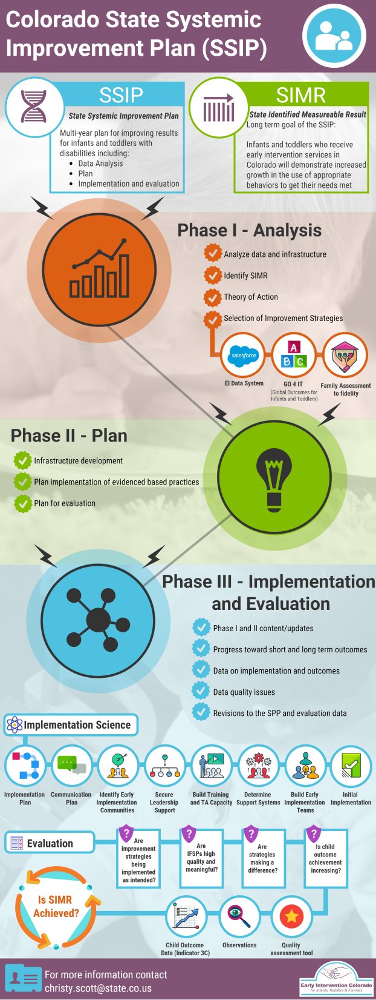 Colorado State Systemic
Improvement Plan (SSIP)
SSIP
State Systemic Improvement Plan
Multi-year plan for improving results
for infants and toddlers with
disabilities including:
• Data Analysis
• Plan
• Implementation and evaluation
SIMR
State Identified Measureable Result
Long term goal of the SSIP:
Infants and toddlers who receive
early intervention services in
Colorado will demonstrate increased
growth in the use of appropriate
behaviors to get their needs met
Phase I - Analysis
Analyze data and infrastructure
Identify SIMR
Theory of Action
Selection of Improvement Strategies
salesforce
A
B C
EI Data System
GO 4 IT
(Global Outcomes for
Infants and Toddlers)
Family Assessment
to fidelity
Phase II - Plan
Infrastructure development
Plan implementation of evidenced based practices
Plan for evaluation
Phase III - Implementation
and Evaluation
Phase I and II content/updates
Progress toward short and long term outcomes
Data on implementation and outcomes
Data quality issues
Revisions to the SPP and evaluation data
Implementation Science
Implementation
Plan
Communication
Plan
Identify Early
Implementation
Communities
Secure
Leadership
Support
Build Training
and TA Capacity
Determine
Support Systems
Build Early
Implementation
Teams
Initial
Implementation
Evaluation
?
Are
improvement
strategies
being
implemented
as intended?
?
Are
IFSPs high
quality and
meaningful?
?
Are
strategies
making a
difference?
?
Is child
outcome
achievement
increasing?
Is SIMR
Achieved?
Child Outcome
Data (Indicator 3C)
Observations
Quality
assessment tool
For more information contact
christy.scott@state.co.us
Early Intervention Colorado
for Infants, Toddlers & Families